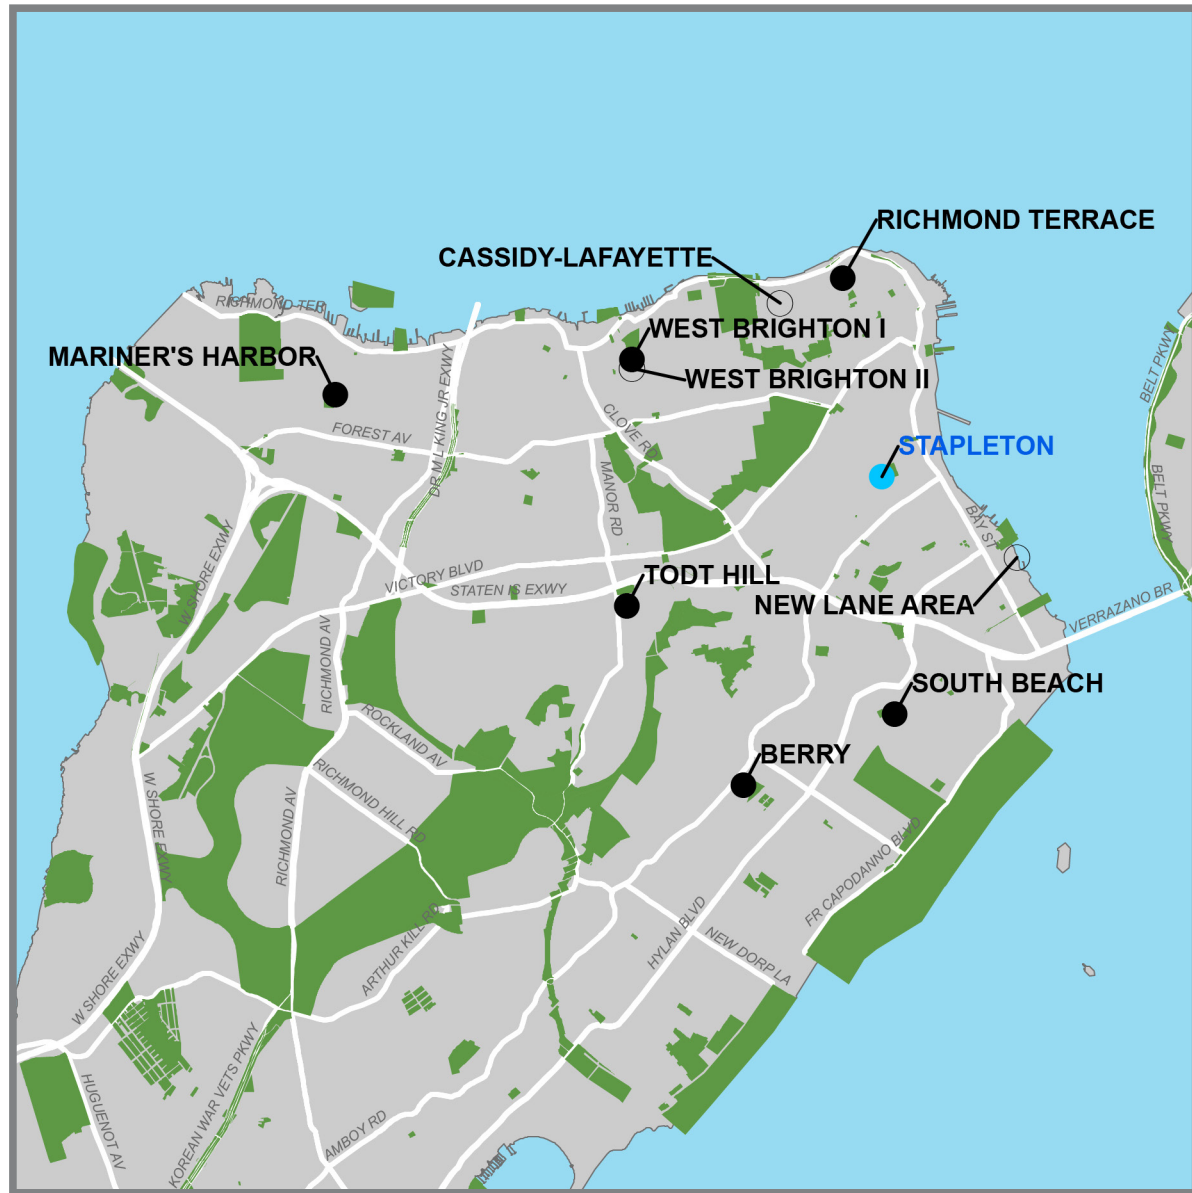 RICHMOND TERRACE
CASSIDY-LAFAYETTE
RICHMOND TER
WEST BRIGHTON I
MARINER'S HARBOR
WEST BRIGHTON II
BELT PKWY
DR M L KING JR EXWY
CLOVE RD
FOREST AV
STAPLETON
MANOR RD
BELT PKWY
BAY ST
W SHORE EXWY
VICTORY BLVD
STATEN IS EXWY
TODT HILL
NEW LANE AREA
VERRAZANO BR
RICHMOND AV
SOUTH BEACH
ROCKLAND AV
BERRY
RICHMOND HILL RD
W SHORE EXWY
RICHMOND AV
FR CAPODANNO BLVD
ARTHUR KILL RD
HYLAN BLVD
NEW DORP LA
W SHORE EXWY
KOREAN WAR VETS PKWY
HUGUENOT AV
AMBOY RD